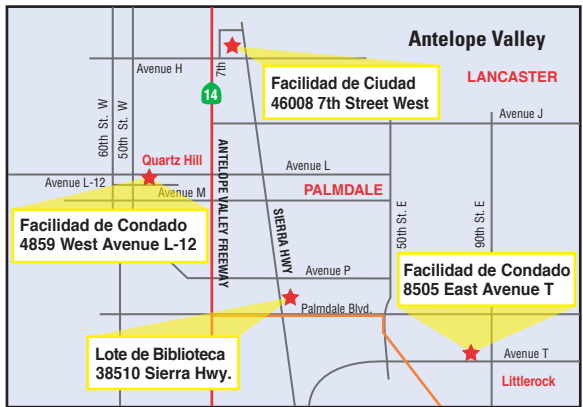 Antelope Valley
LANCASTER
Avenue H
7th
Facilidad de Ciudad
46008 7th Street West
14
60th St. W
50th St. W
Avenue J
Quartz Hill
ANTELOPE VALLEY FREEWAY
Avenue L
Avenue L-12
Avenue M
PALMDALE
Facilidad de Condado
4859 West Avenue L-12
SIERRA HWY
50th St. E
90th St. E
Facilidad de Condado
8505 East Avenue T
Avenue P
Palmdale Blvd.
Lote de Biblioteca
38510 Sierra Hwy.
Avenue T
Littlerock